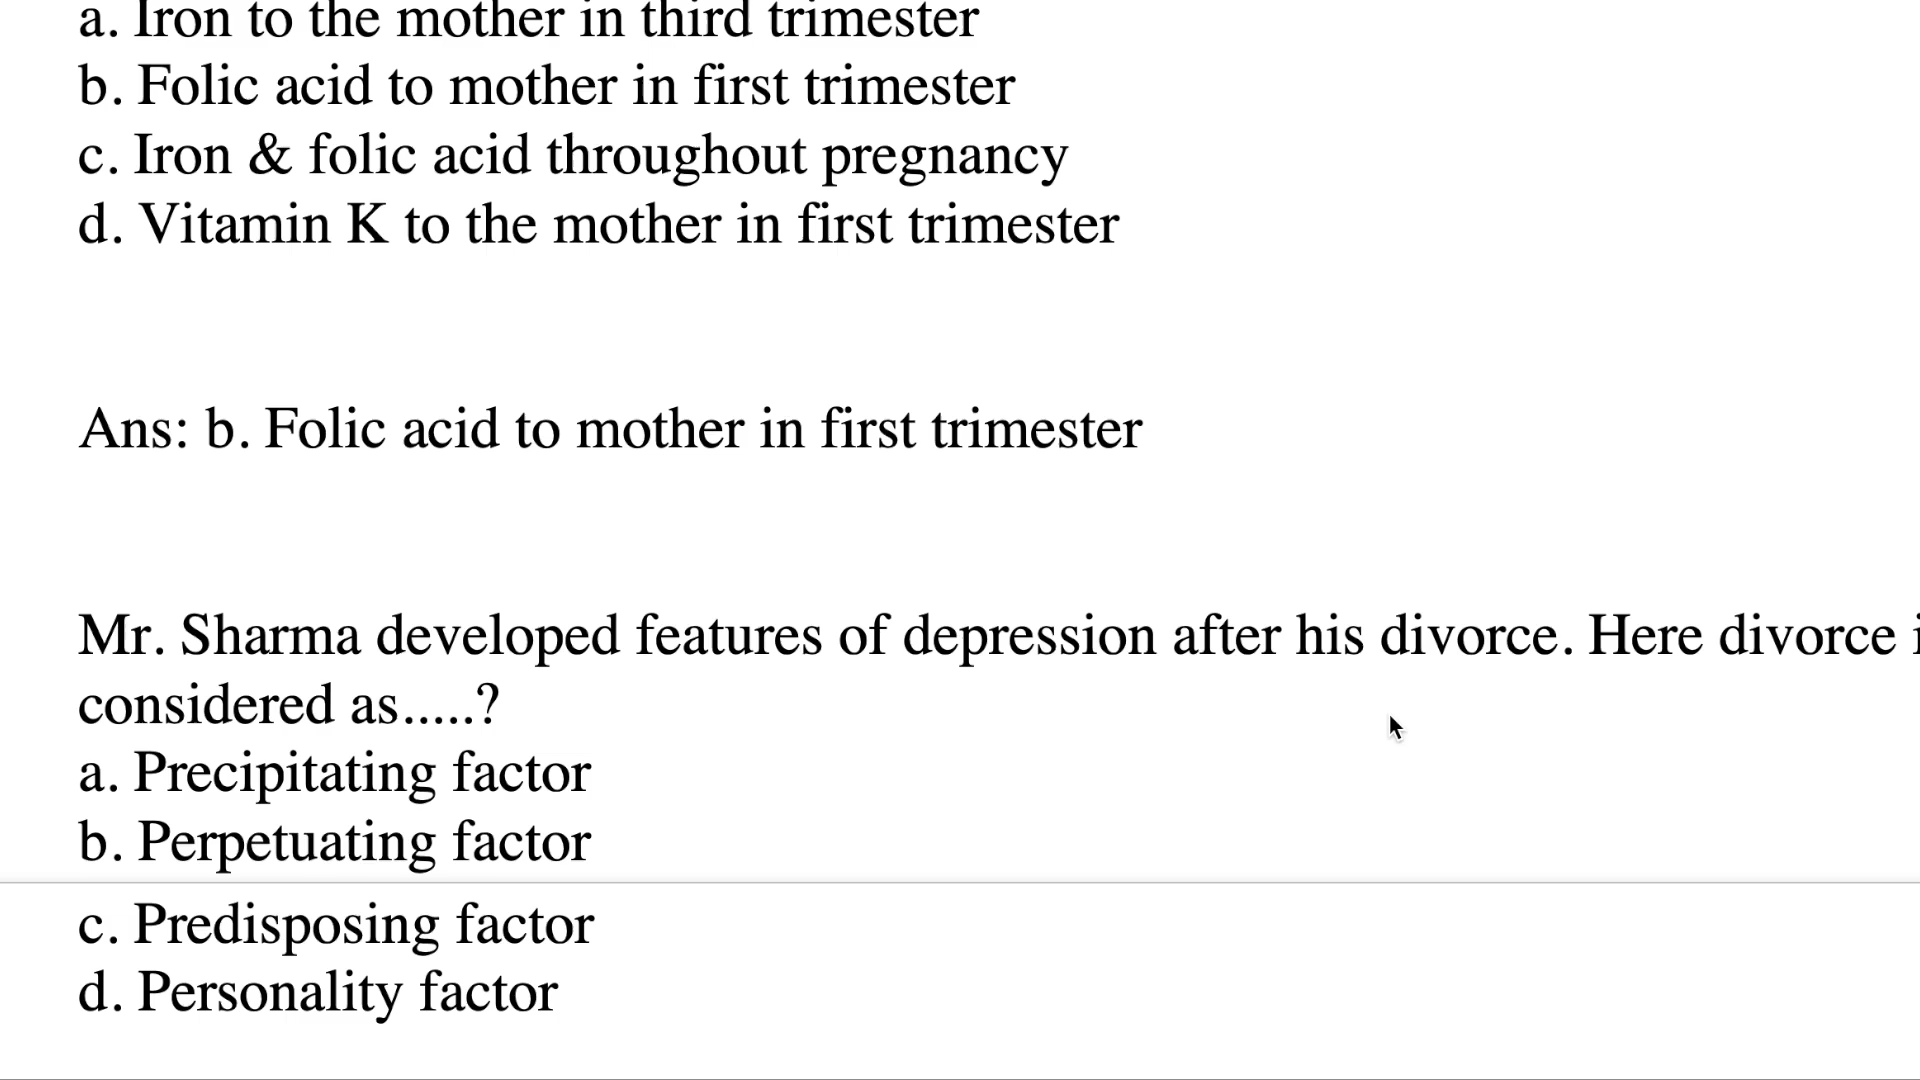 a. Iron to the mother in third trimester
b. Folic acid to mother in first trimester
c. Iron & folic acid throughout pregnancy
d. Vitamin K to the mother in first trimester
Ans: b. Folic acid to mother in first trimester
Mr. Sharma developed features of depression after his divorce. Here divorce
considered as.....?
a. Precipitating factor
b. Perpetuating factor
c. Predisposing factor
d. Personality factor